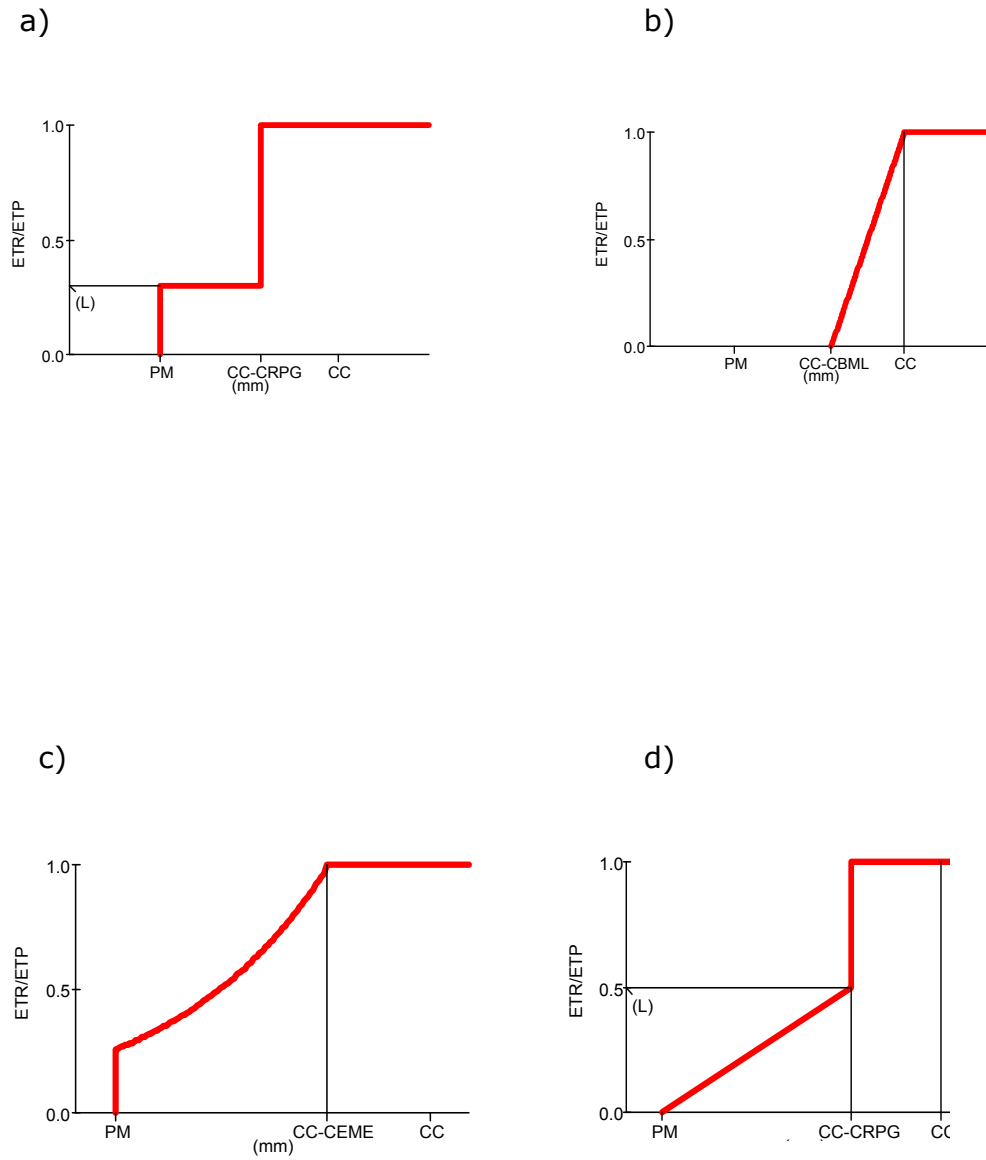 a)
1.0
0.5
0.0
ETR/ETP
(L)
PM
CC-CRPG
CC
(mm)
b)
1.0
0.5
0.0
ETR/ETP
PM
CC-CBML
CC
(mm)
c)
1.0
0.5
0.0
ETR/ETP
PM
CC-CEME
CC
(mm)
d)
1.0
0.5
0.0
ETR/ETP
(L)
PM
CC-CRPG